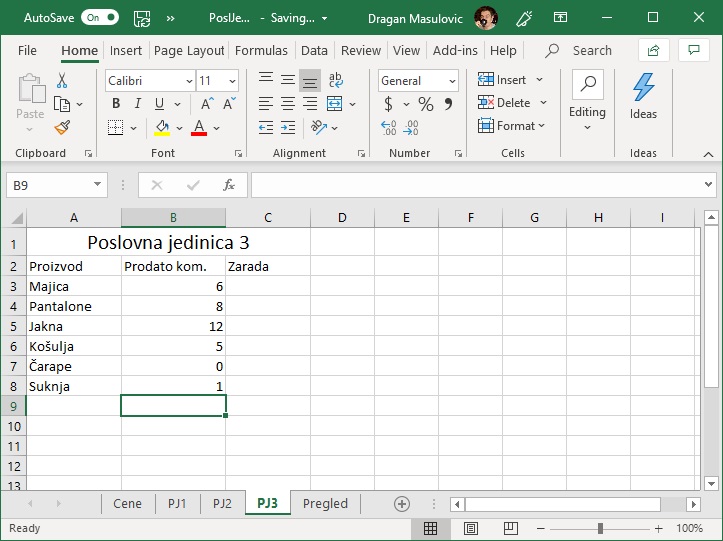 AutoSave On » PoslJe... - Saving... Dragan Masulovic
File Home Insert Page Layout Formulas Data Review View Add-ins Help Search
Paste Calibri 11 General Insert Editing Ideas
B I U A A ab c $ % 9 Delete
A .00 .0 Format
Clipboard Font Alignment Number Cells Ideas
B9 fx
A B C D E F G H I
1 Poslovna jedinica 3
2 Proizvod Prodato kom. Zarada
3 Majica 6
4 Pantalone 8
5 Jakna 12
6 Košulja 5
7 Čarape 0
8 Suknja 1
9
10
11
12
13
Cene PJ1 PJ2 PJ3 Pregled
Ready 100%